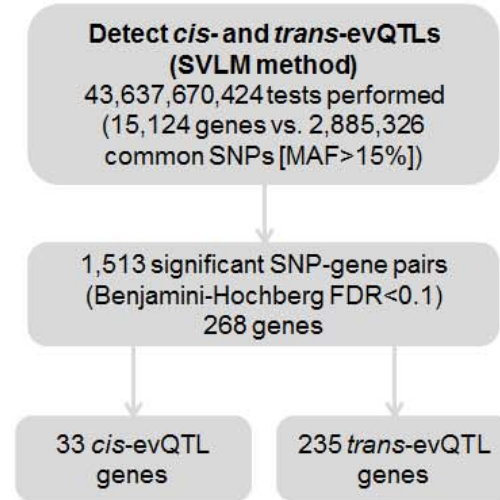 Detect cis- and trans-evQTLs
(SVLM method)
43,637,670,424 tests performed
(15,124 genes vs. 2,885,326
common SNPs [MAF>15%])
1,513 significant SNP-gene pairs
(Benjamini-Hochberg FDR<0.1)
268 genes
33 cis-evQTL
genes
235 trans-evQTL
genes